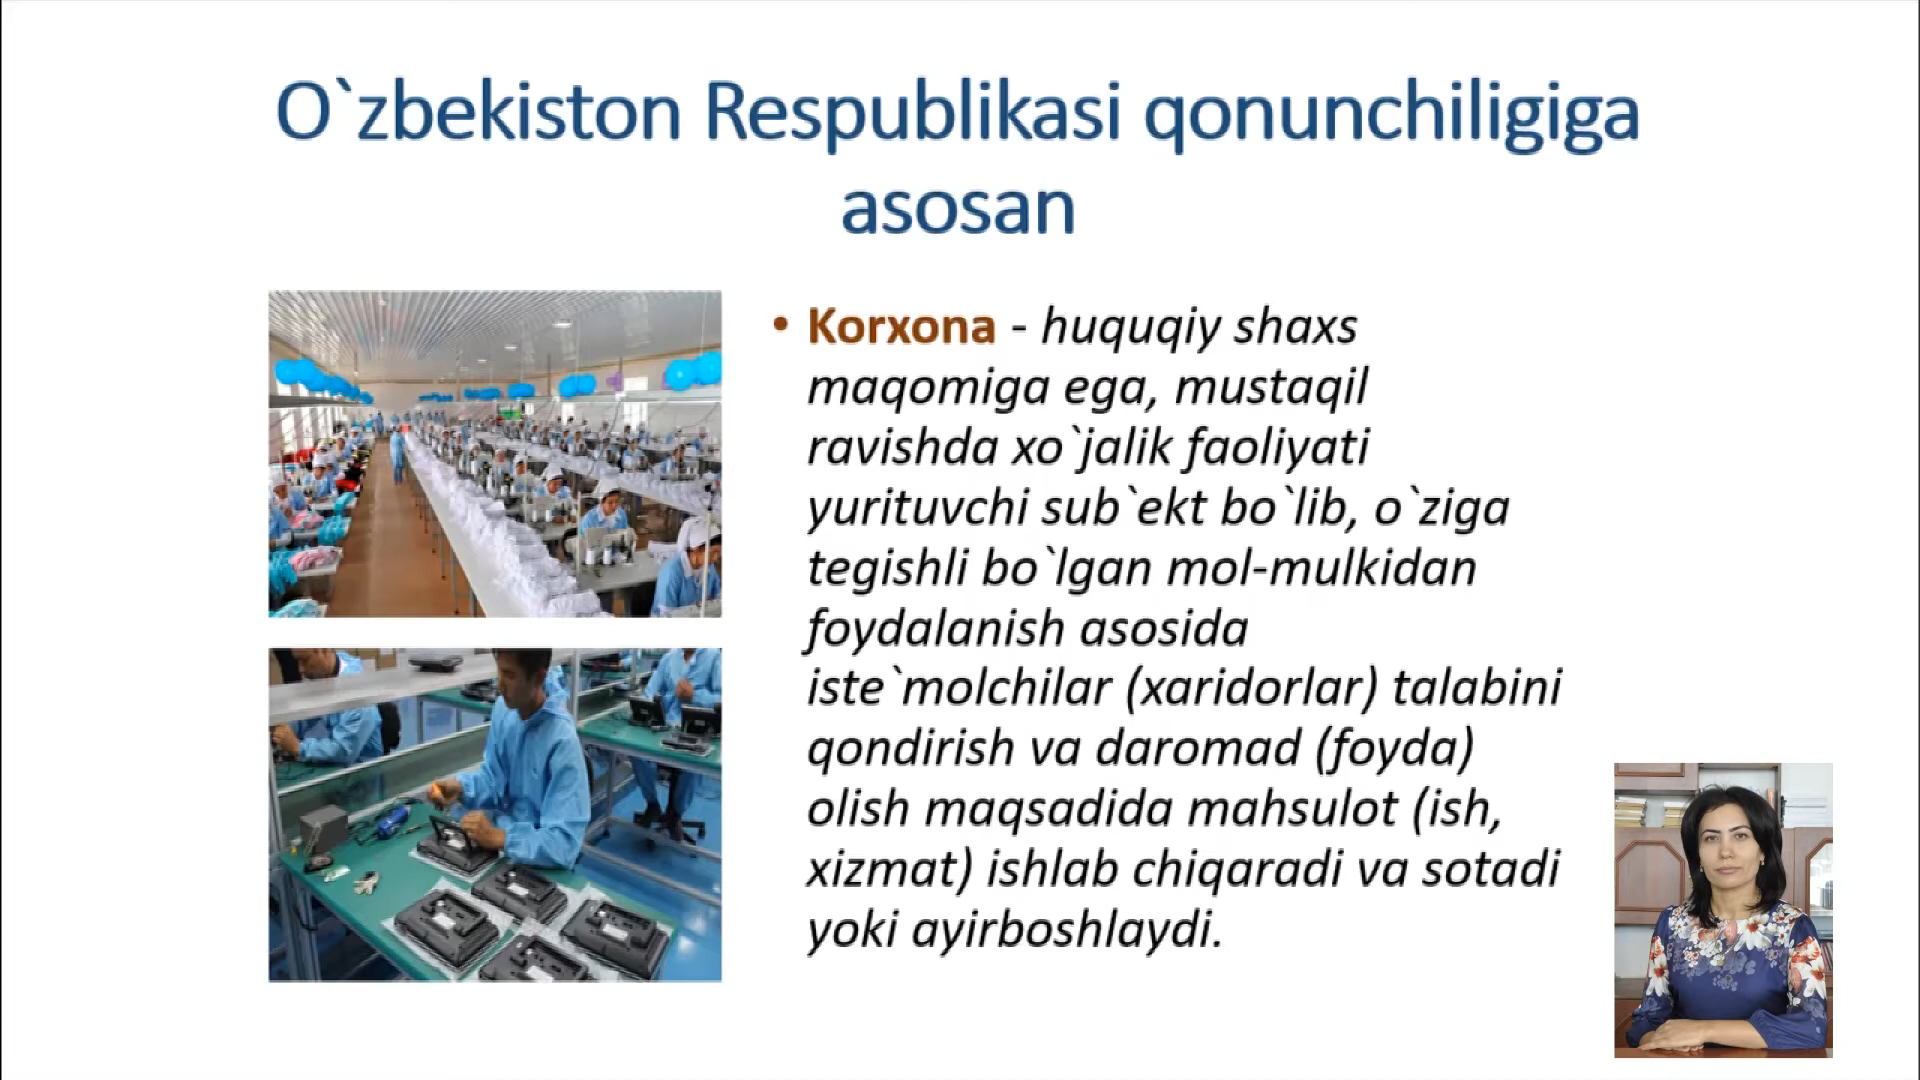 O`zbekiston Respublikasi qonunchiligiga
asosan
• Korxona - huquqiy shaxs
maqomiga ega, mustaqil
ravishda xo`jalik faoliyati
yurituvchi sub`ekt bo`lib, o`ziga
tegishli bo`lgan mol-mulkidan
foydalanish asosida
iste`molchilar (xaridorlar) talabini
qondirish va daromad (foyda)
olish maqsadida mahsulot (ish,
xizmat) ishlab chiqaradi va sotadi
yoki ayirboshlaydi.